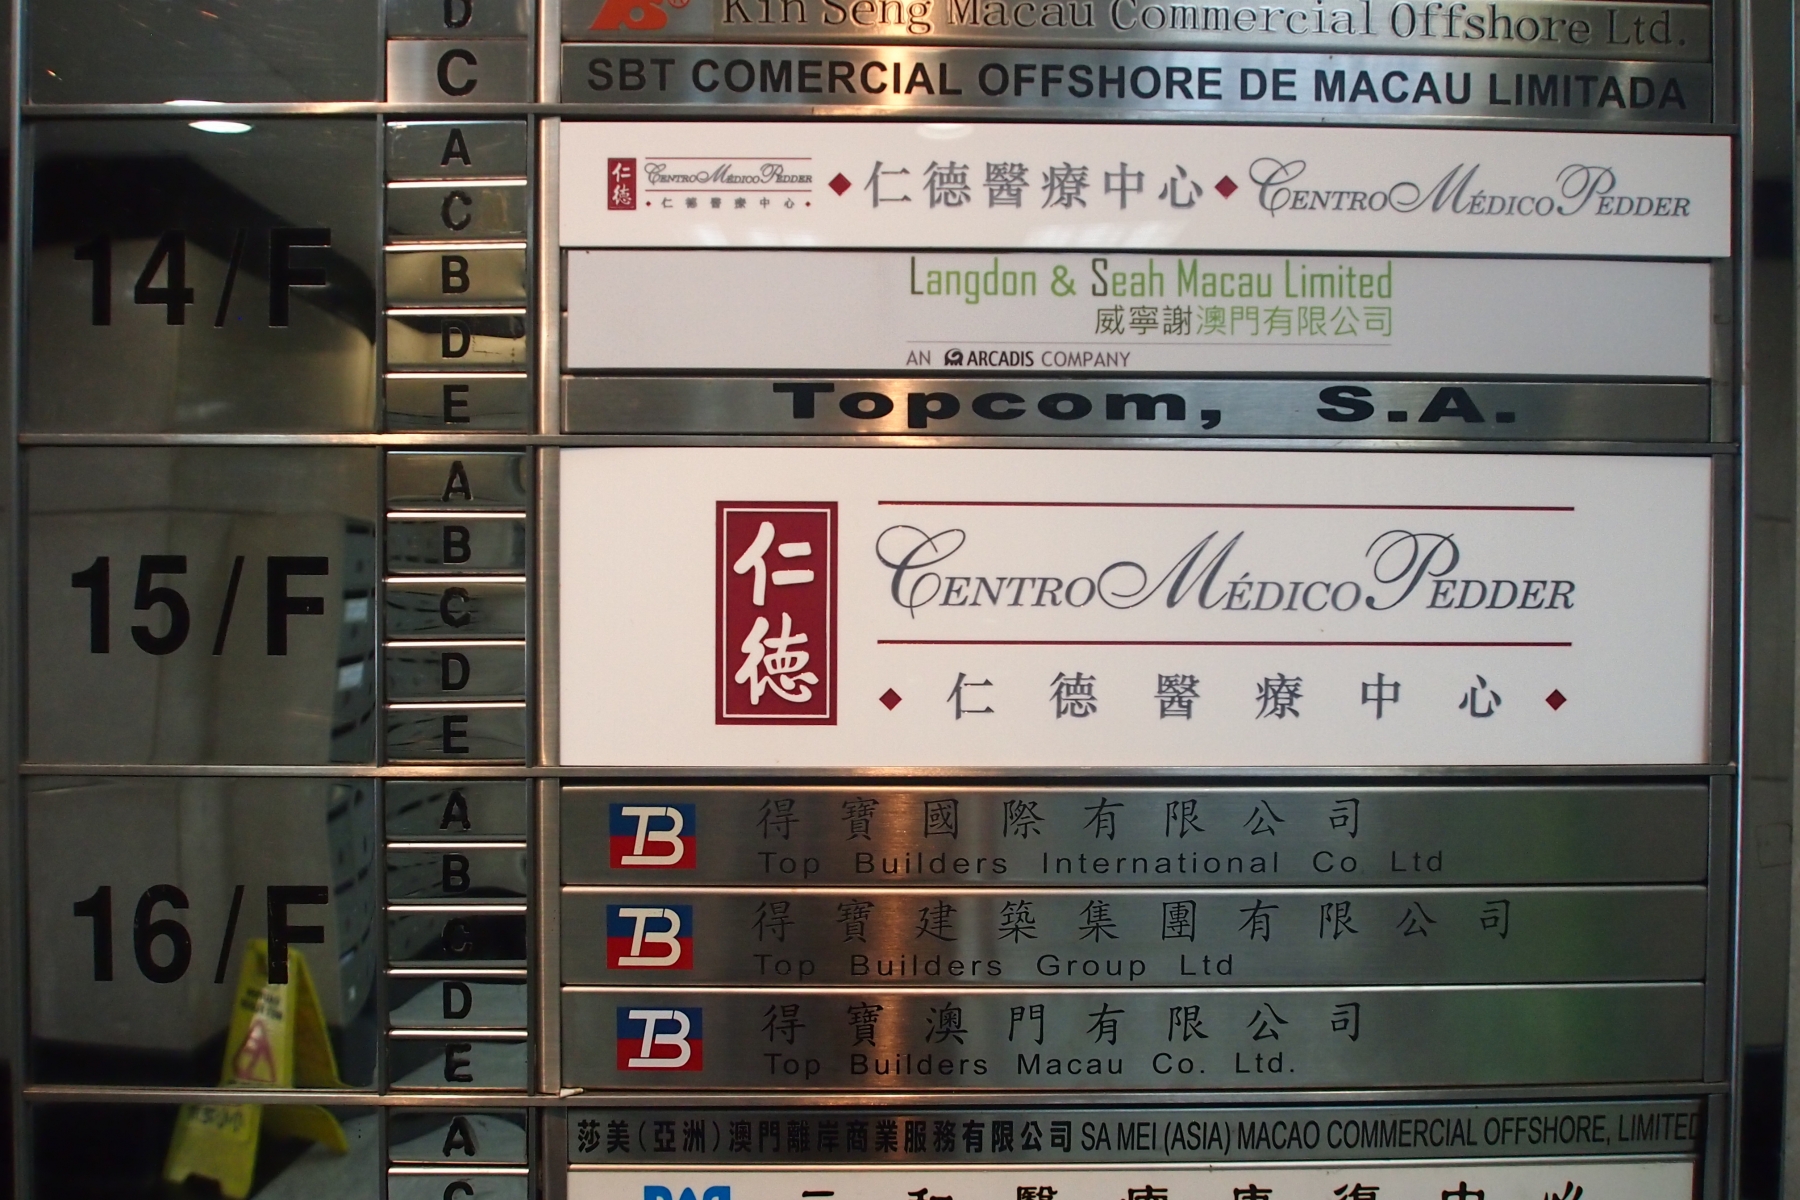 D
Kin Seng Macau Commercial Offshore Ltd.
C
SBT COMERCIAL OFFSHORE DE MACAU LIMITADA
14/F
A
C
B
D
E
仁德 CENTRO MÉDICO PEDDER ◆仁德醫療中心◆ CENTRO MÉDICO PEDDER
仁德醫療中心
Langdon & Seah Macau Limited
威寧謝澳門有限公司
AN ARCADIS COMPANY
Topcom, S.A.
15/F
A
B
C
D
E
仁德
CENTRO MÉDICO PEDDER
◆ 仁德醫療中心 ◆
16/F
A
B
C
D
E
TB 得寶國際有限公司
Top Builders International Co Ltd
TB 得寶建築集團有限公司
Top Builders Group Ltd
TB 得寶澳門有限公司
Top Builders Macau Co. Ltd.
A
莎美(亞洲)澳門離岸商業服務有限公司 SA MEI (ASIA) MACAO COMMERCIAL OFFSHORE, LIMITED
C